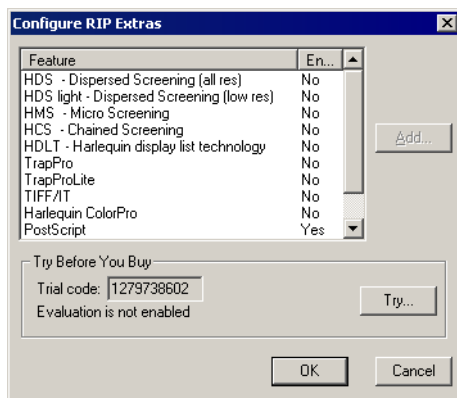 Configure RIP Extras
Feature En...
HDS - Dispersed Screening (all res) No
HDS light - Dispersed Screening (low res) No
HMS - Micro Screening No
HCS - Chained Screening No
HDLT - Harlequin display list technology No
TrapPro No
TrapProLite No
TIFF/IT No
Harlequin ColorPro No
PostScript Yes
Add...
Try Before You Buy
Trial code: 1279738602
Evaluation is not enabled
Try...
OK Cancel